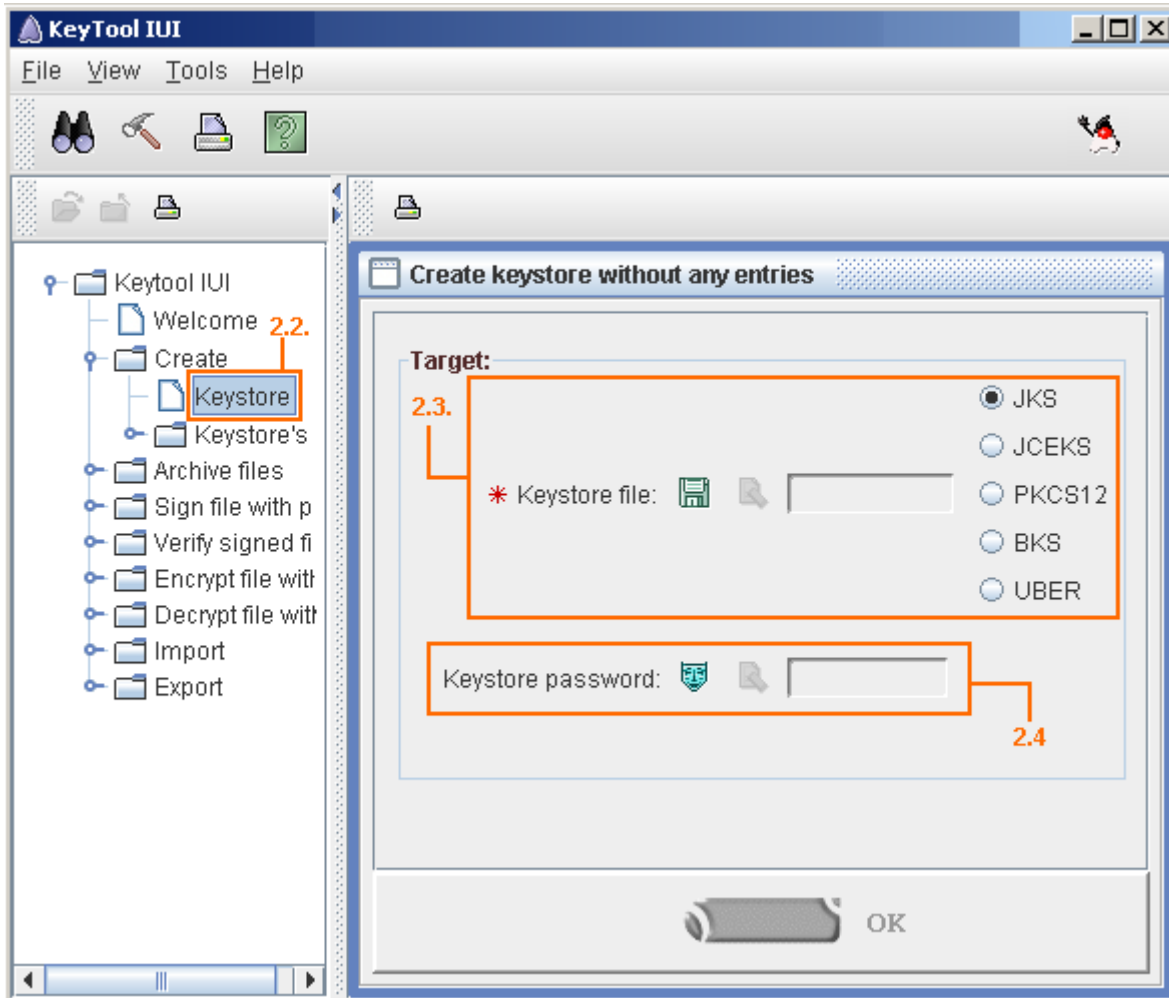 KeyTool IUI
File View Tools Help
Keytool IUI
Welcome
2.2.
Create
Keystore
Keystore's
Archive files
Sign file with p
Verify signed fi
Encrypt file with
Decrypt file with
Import
Export
Create keystore without any entries
Target:
2.3.
JKS
JCEKS
* Keystore file:
PKCS12
BKS
UBER
Keystore password:
2.4
OK